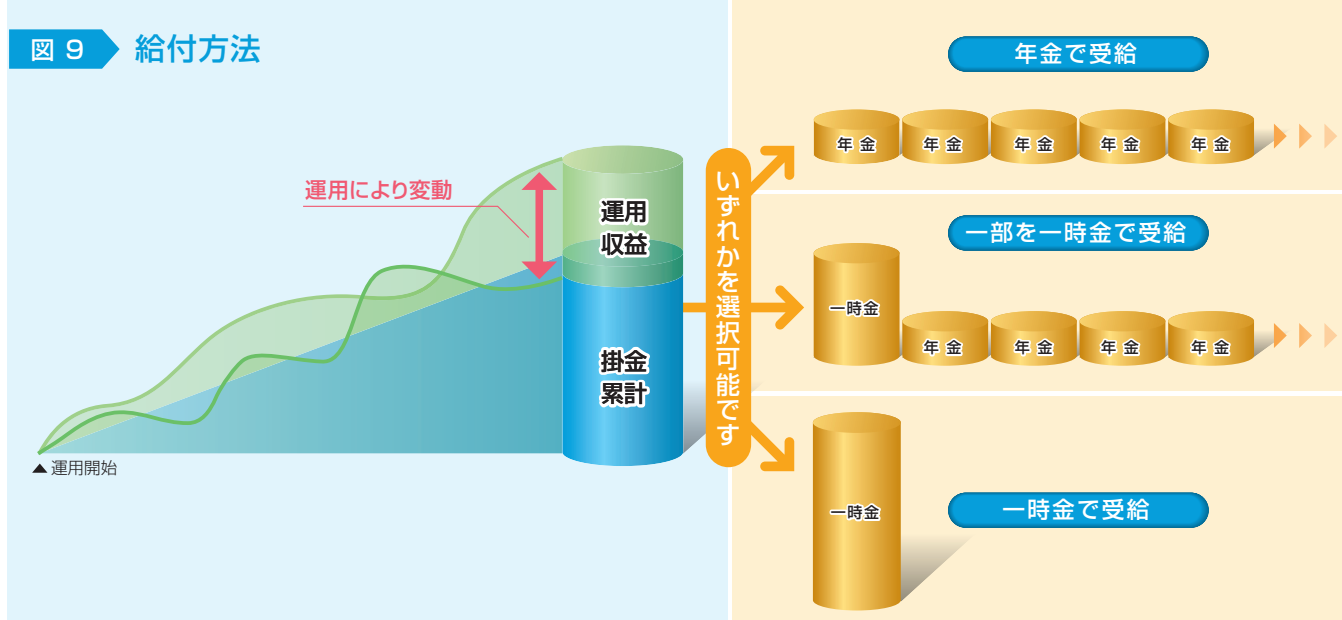 図 9
給付方法
運用により変動
運用
収益
掛金
累計
▲運用開始
いずれかを選択可能です
年金で受給
年 金
年 金
年 金
年 金
年 金
一部を一時金で受給
一時金
年 金
年 金
年 金
年 金
一時金
一時金で受給